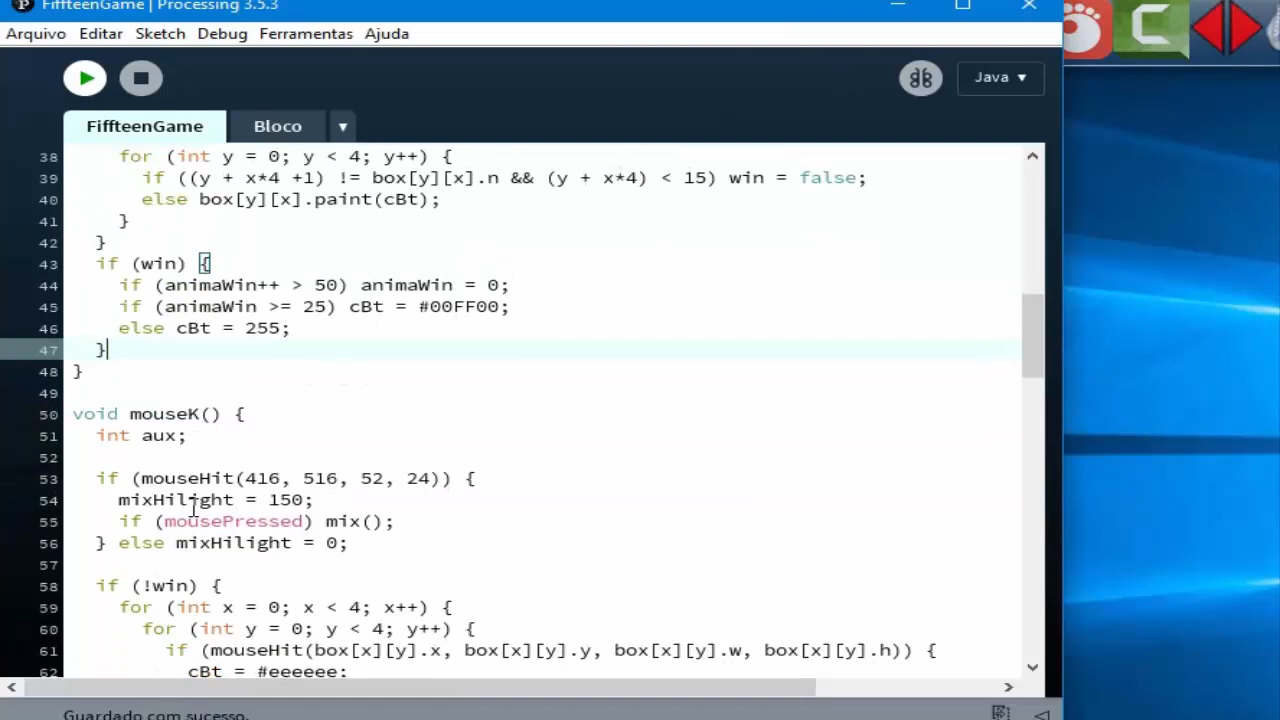 FiffteenGame | Processing 3.5.3
Arquivo Editar Sketch Debug Ferramentas Ajuda
Java ▼
FiffteenGame Bloco ▼
38 for (int y = 0; y < 4; y++) {
39 if ((y + x*4 +1) != box[y][x].n && (y + x*4) < 15) win = false;
40 else box[y][x].paint(cBt);
41 }
42 }
43 if (win) {
44 if (animaWin++ > 50) animaWin = 0;
45 if (animaWin >= 25) cBt = #00FF00;
46 else cBt = 255;
47 }
48 }
49
50 void mouseK() {
51 int aux;
52
53 if (mouseHit(416, 516, 52, 24)) {
54 mixHilight = 150;
55 if (mousePressed) mix();
56 } else mixHilight = 0;
57
58 if (!win) {
59 for (int x = 0; x < 4; x++) {
60 for (int y = 0; y < 4; y++) {
61 if (mouseHit(box[x][y].x, box[x][y].y, box[x][y].w, box[x][y].h)) {
62 cBt = #eeeeee;
Guardado com sucesso.